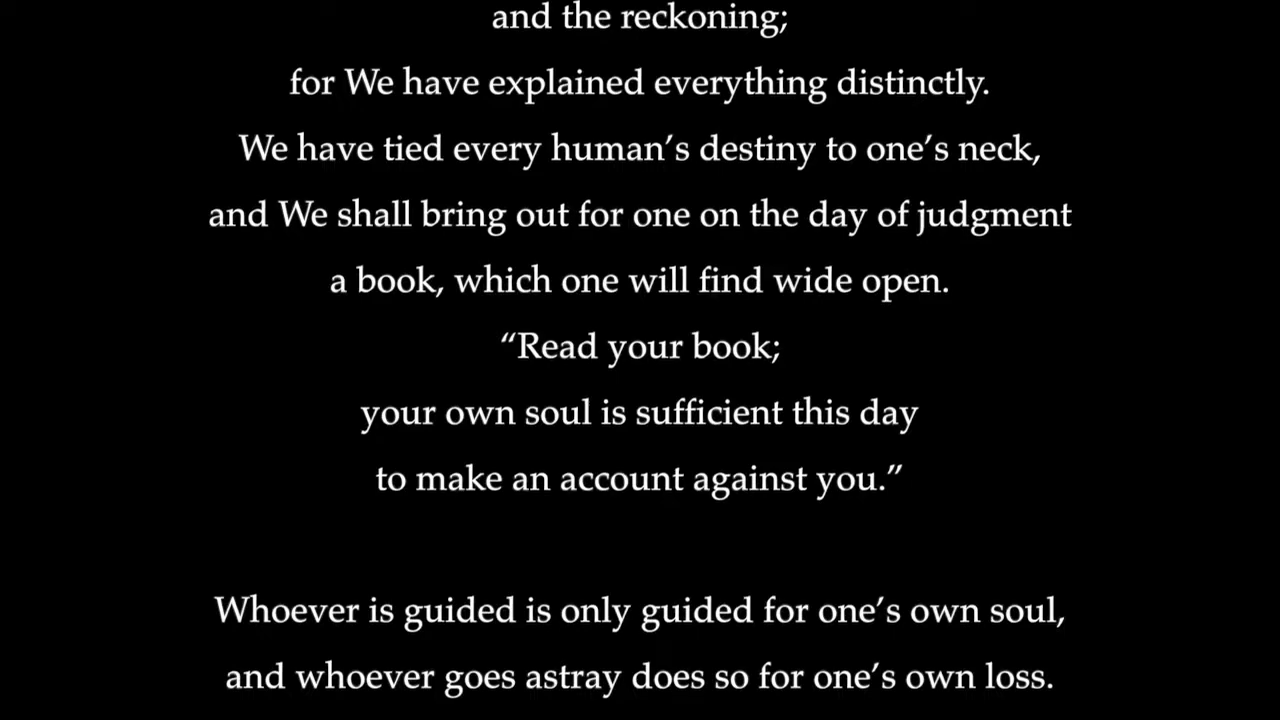 and the reckoning;
for We have explained everything distinctly.
We have tied every human’s destiny to one’s neck,
and We shall bring out for one on the day of judgment
a book, which one will find wide open.
“Read your book;
your own soul is sufficient this day
to make an account against you.”
Whoever is guided is only guided for one’s own soul,
and whoever goes astray does so for one’s own loss.